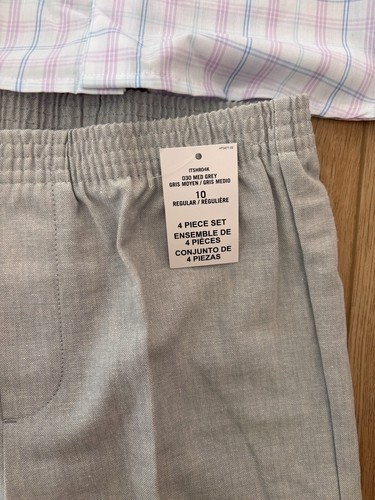 ITSHR04K
030 MED GREY
GRIS MOYEN / GRIS MEDIO
10
REGULAR / RÉGULIÈRE
4 PIECE SET
ENSEMBLE DE
4 PIÈCES
CONJUNTO DE
4 PIEZAS